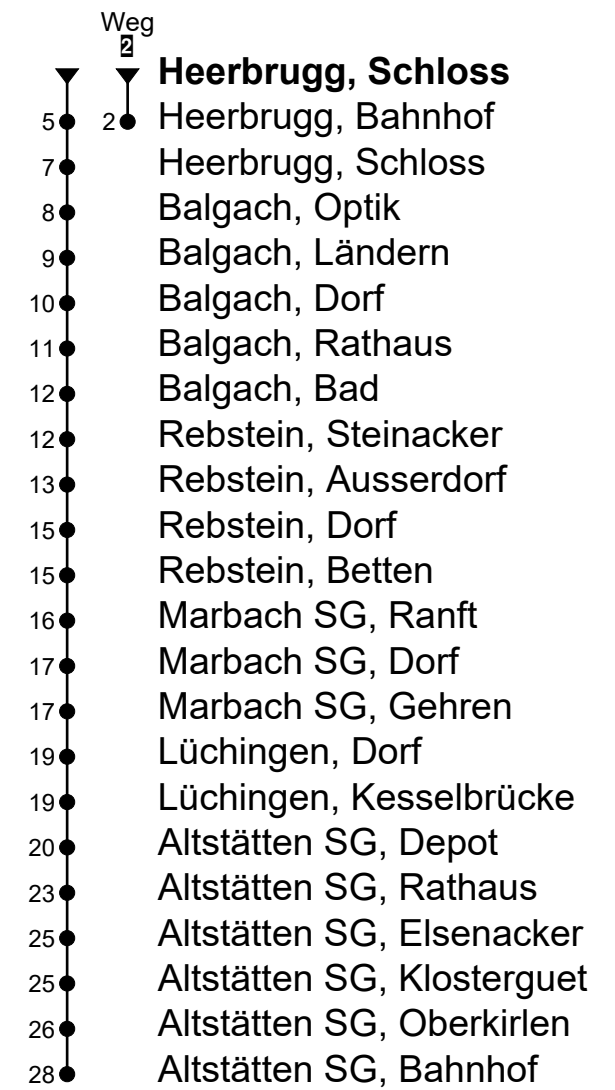 Weg
2
Heerbrugg, Schloss
5 2 Heerbrugg, Bahnhof
7 Heerbrugg, Schloss
8 Balgach, Optik
9 Balgach, Ländern
10 Balgach, Dorf
11 Balgach, Rathaus
12 Balgach, Bad
12 Rebstein, Steinacker
13 Rebstein, Ausserdorf
15 Rebstein, Dorf
15 Rebstein, Betten
16 Marbach SG, Ranft
17 Marbach SG, Dorf
17 Marbach SG, Gehren
19 Lüchingen, Dorf
19 Lüchingen, Kesselbrücke
20 Altstätten SG, Depot
23 Altstätten SG, Rathaus
25 Altstätten SG, Elsenacker
25 Altstätten SG, Klosterguet
26 Altstätten SG, Oberkirlen
28 Altstätten SG, Bahnhof